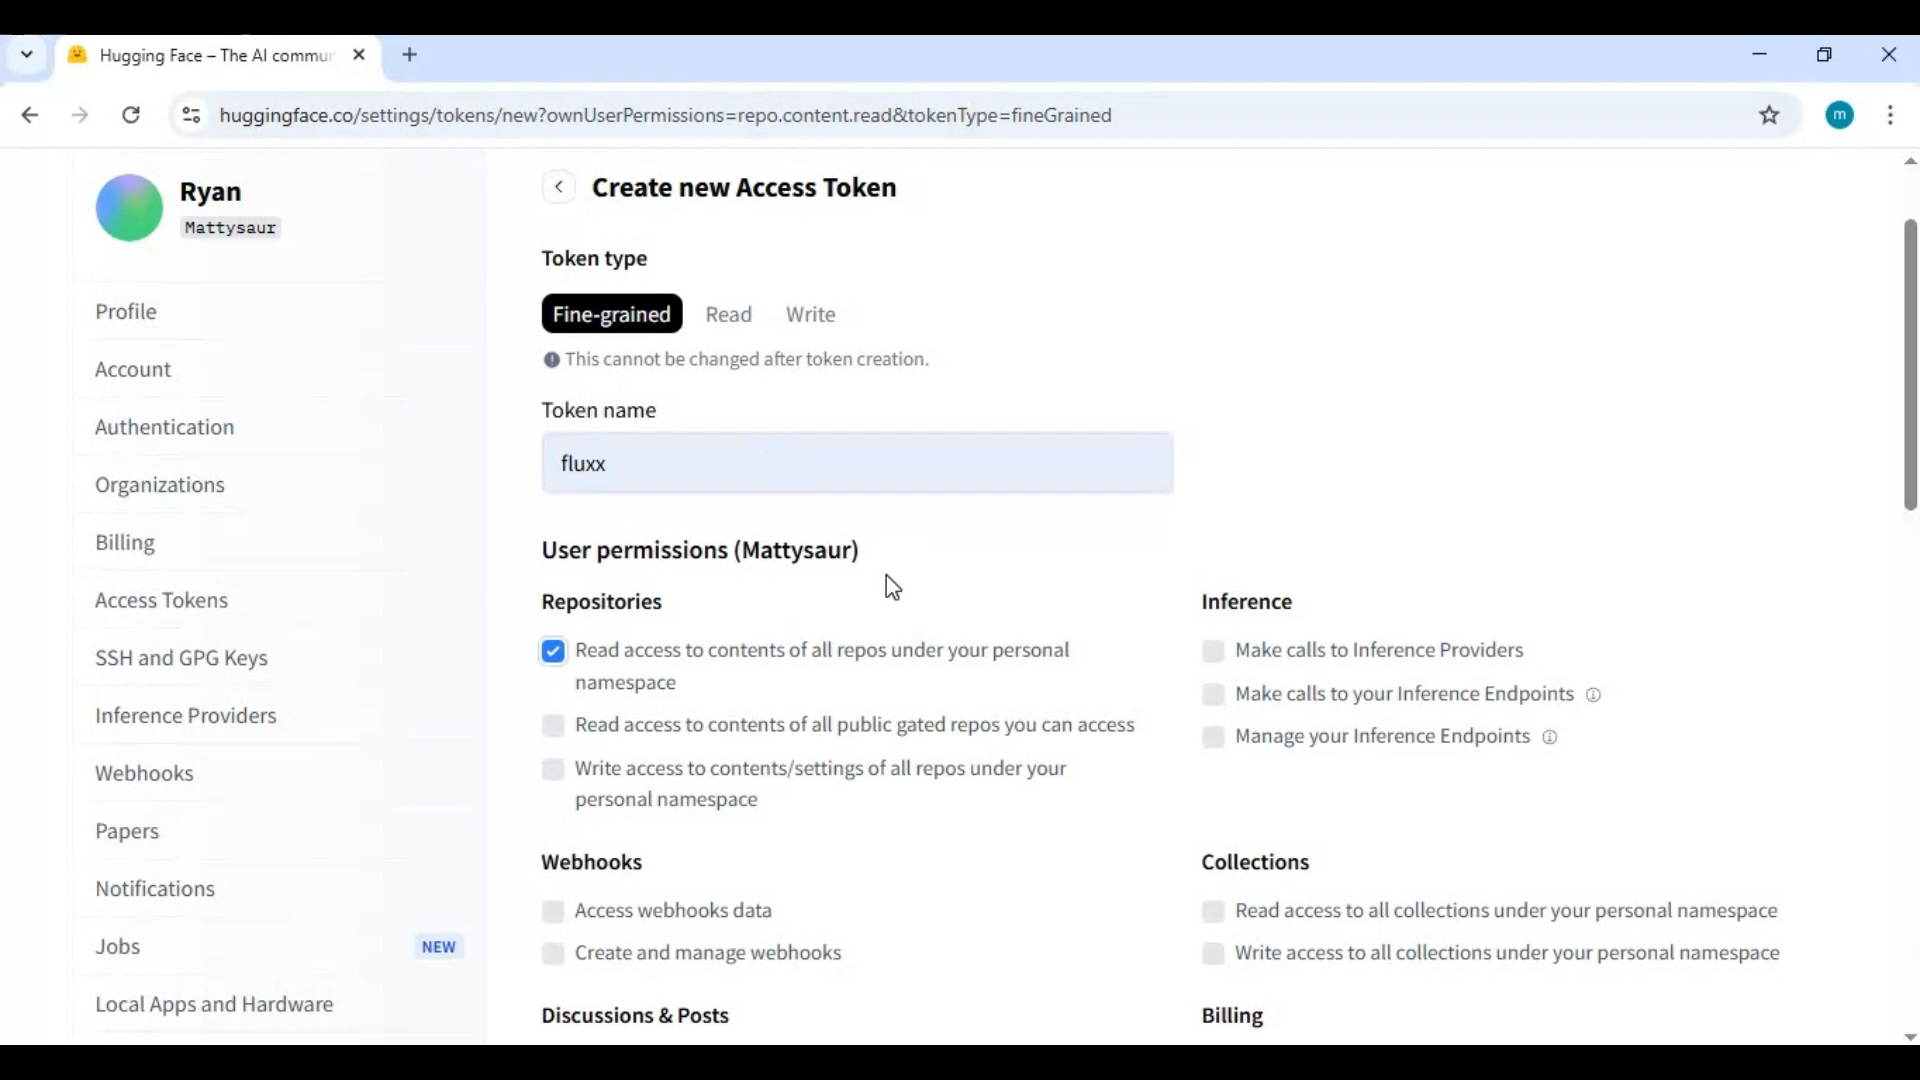 Hugging Face – The AI commun
huggingface.co/settings/tokens/new?ownUserPermissions=repo.content.read&tokenType=fineGrained
m
Ryan
Mattysaur
Profile
Account
Authentication
Organizations
Billing
Access Tokens
SSH and GPG Keys
Inference Providers
Webhooks
Papers
Notifications
Jobs NEW
Local Apps and Hardware
Create new Access Token
Token type
Fine-grained Read Write
This cannot be changed after token creation.
Token name
fluxx
User permissions (Mattysaur)
Repositories
Read access to contents of all repos under your personal
namespace
Read access to contents of all public gated repos you can access
Write access to contents/settings of all repos under your
personal namespace
Inference
Make calls to Inference Providers
Make calls to your Inference Endpoints
Manage your Inference Endpoints
Webhooks
Access webhooks data
Create and manage webhooks
Collections
Read access to all collections under your personal namespace
Write access to all collections under your personal namespace
Discussions & Posts
Billing